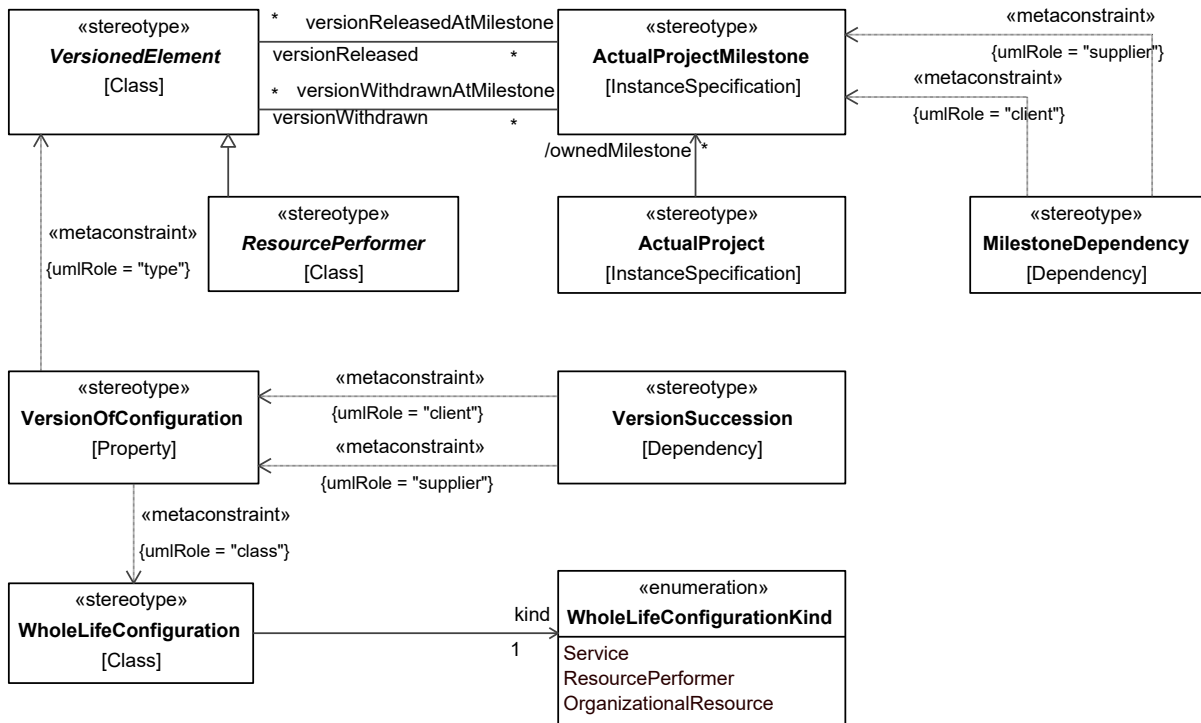 «stereotype»
VersionedElement
[Class]
* versionReleasedAtMilestone
versionReleased *
* versionWithdrawnAtMilestone
versionWithdrawn *
«stereotype»
ActualProjectMilestone
[InstanceSpecification]
«metaconstraint»
{umlRole = "supplier"}
«metaconstraint»
{umlRole = "client"}
/ownedMilestone *
«metaconstraint»
{umlRole = "type"}
«stereotype»
ResourcePerformer
[Class]
«stereotype»
ActualProject
[InstanceSpecification]
«stereotype»
MilestoneDependency
[Dependency]
«stereotype»
VersionOfConfiguration
[Property]
«metaconstraint»
{umlRole = "client"}
«metaconstraint»
{umlRole = "supplier"}
«stereotype»
VersionSuccession
[Dependency]
«metaconstraint»
{umlRole = "class"}
«stereotype»
WholeLifeConfiguration
[Class]
kind
1
«enumeration»
WholeLifeConfigurationKind
Service
ResourcePerformer
OrganizationalResource